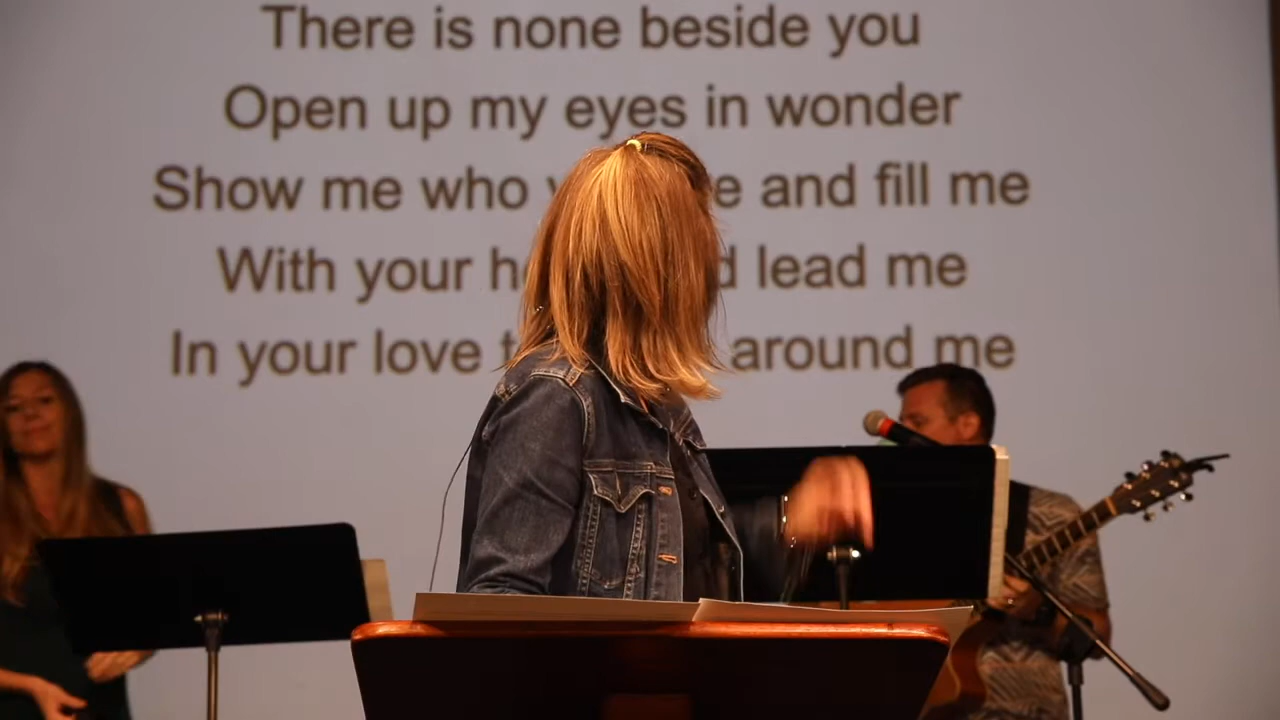 There is none beside you
Open up my eyes in wonder
Show me who and fill me
With your lead me
In your love around me